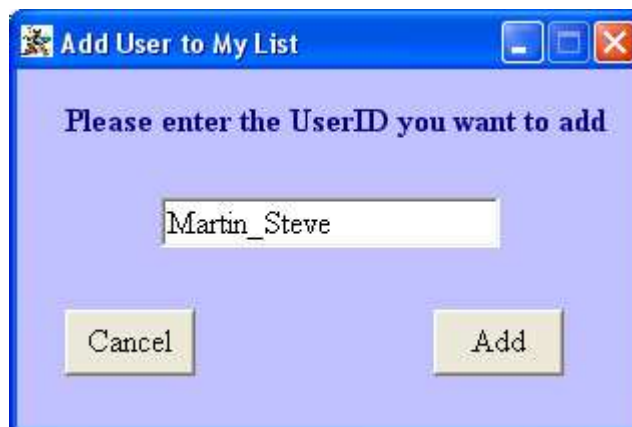 Add User to My List
Please enter the UserID you want to add
Martin_Steve
Cancel Add